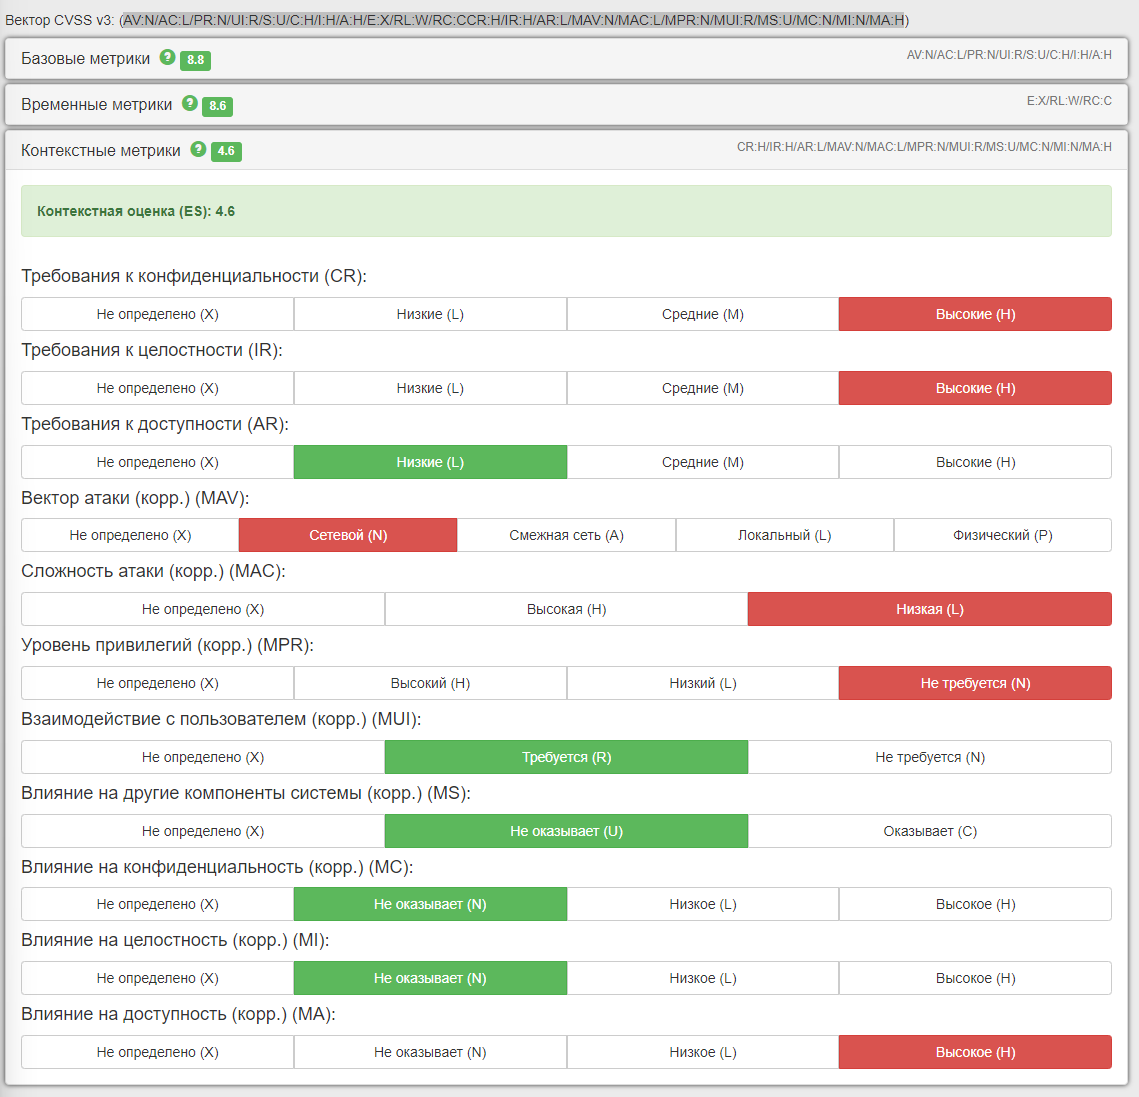 Вектор CVSS v3: (AV:N/AC:L/PR:N/UI:R/S:U/C:H/I:H/A:H/E:X/RL:W/RC:CCR:H/IR:H/AR:L/MAV:N/MAC:L/MPR:N/MUI:R/MS:U/MC:N/MI:N/MA:H)
Базовые метрики ? 8.8 AV:N/AC:L/PR:N/UI:R/S:U/C:H/I:H/A:H
Временные метрики ? 8.6 E:X/RL:W/RC:C
Контекстные метрики ? 4.6 CR:H/IR:H/AR:L/MAV:N/MAC:L/MPR:N/MUI:R/MS:U/MC:N/MI:N/MA:H
Контекстная оценка (ES): 4.6
Требования к конфиденциальности (CR):
Не определено (X) Низкие (L) Средние (M) Высокие (H)
Требования к целостности (IR):
Не определено (X) Низкие (L) Средние (M) Высокие (H)
Требования к доступности (AR):
Не определено (X) Низкие (L) Средние (M) Высокие (H)
Вектор атаки (корр.) (MAV):
Не определено (X) Сетевой (N) Смежная сеть (A) Локальный (L) Физический (P)
Сложность атаки (корр.) (MAC):
Не определено (X) Высокая (H) Низкая (L)
Уровень привилегий (корр.) (MPR):
Не определено (X) Высокий (H) Низкий (L) Не требуется (N)
Взаимодействие с пользователем (корр.) (MUI):
Не определено (X) Требуется (R) Не требуется (N)
Влияние на другие компоненты системы (корр.) (MS):
Не определено (X) Не оказывает (U) Оказывает (C)
Влияние на конфиденциальность (корр.) (MC):
Не определено (X) Не оказывает (N) Низкое (L) Высокое (H)
Влияние на целостность (корр.) (MI):
Не определено (X) Не оказывает (N) Низкое (L) Высокое (H)
Влияние на доступность (корр.) (MA):
Не определено (X) Не оказывает (N) Низкое (L) Высокое (H)